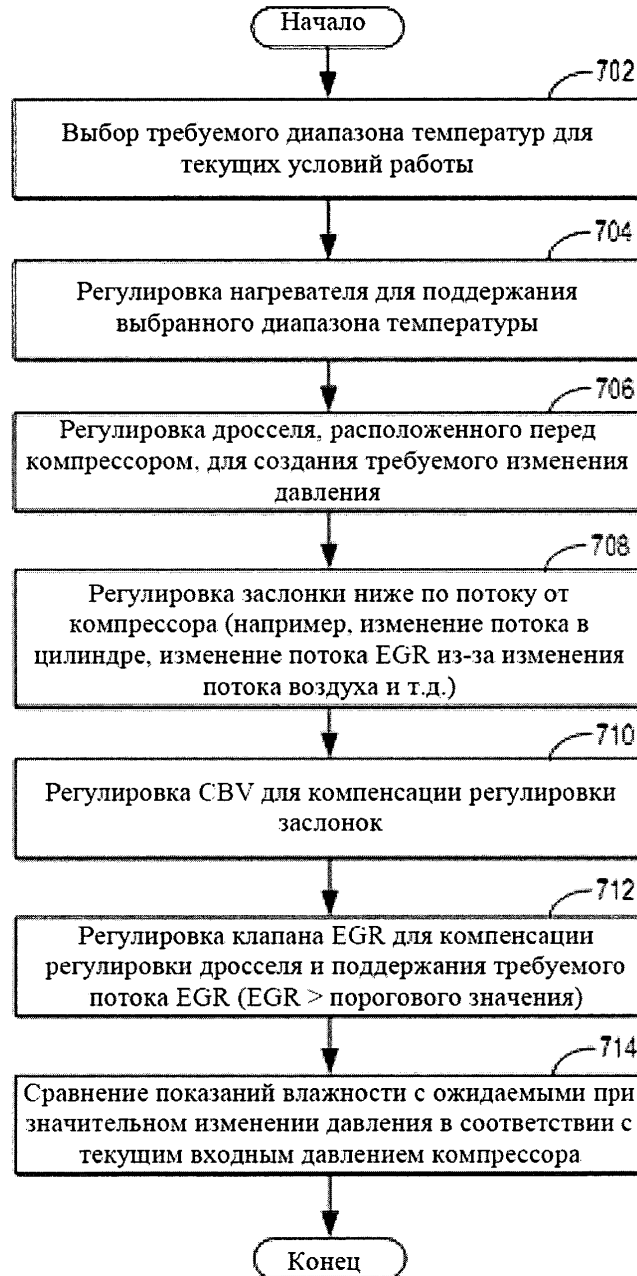 Начало
702
Выбор требуемого диапазона температур для
текущих условий работы
704
Регулировка нагревателя для поддержания
выбранного диапазона температуры
706
Регулировка дросселя, расположенного перед
компрессором, для создания требуемого изменения
давления
708
Регулировка заслонки ниже по потоку от
компрессора (например, изменение потока в
цилиндре, изменение потока EGR из-за изменения
потока воздуха и т.д.)
710
Регулировка CBV для компенсации регулировки
заслонок
712
Регулировка клапана EGR для компенсации
регулировки дросселя и поддержания требуемого
потока EGR (EGR > порогового значения)
714
Сравнение показаний влажности с ожидаемыми при
значительном изменении давления в соответствии с
текущим входным давлением компрессора
Конец